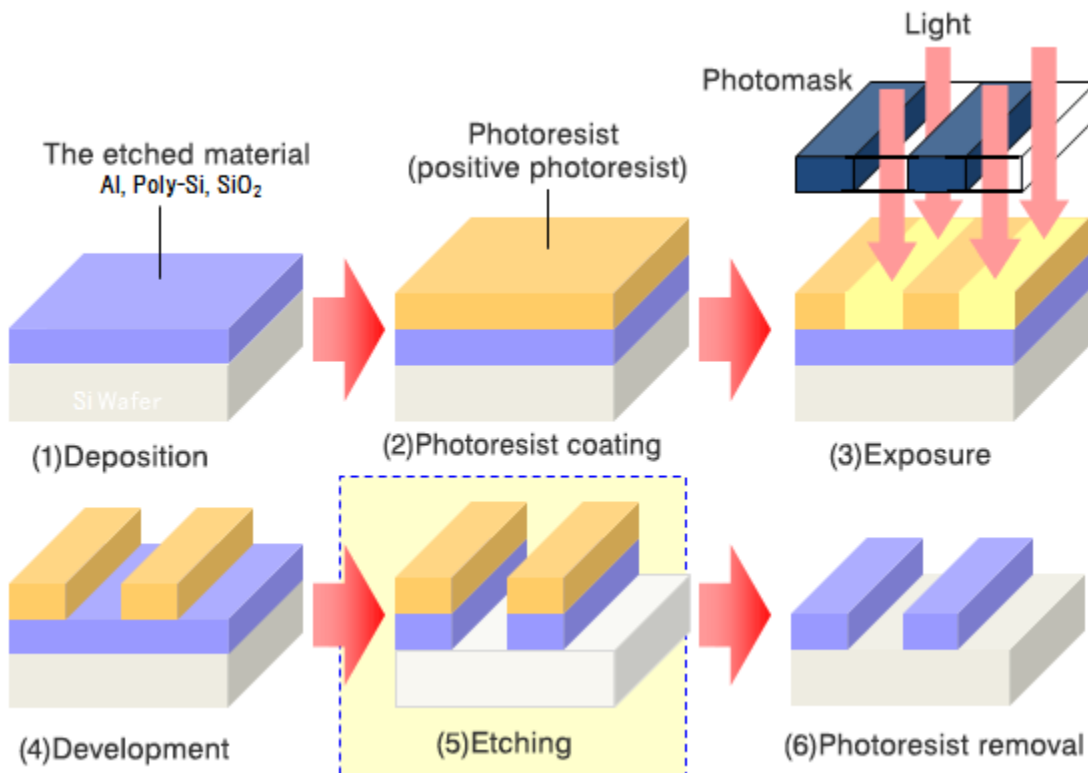 Light
Photomask
The etched material
Al, Poly-Si, SiO₂
Photoresist
(positive photoresist)
Si Wafer
(1)Deposition
(2)Photoresist coating
(3)Exposure
(4)Development
(5)Etching
(6)Photoresist removal